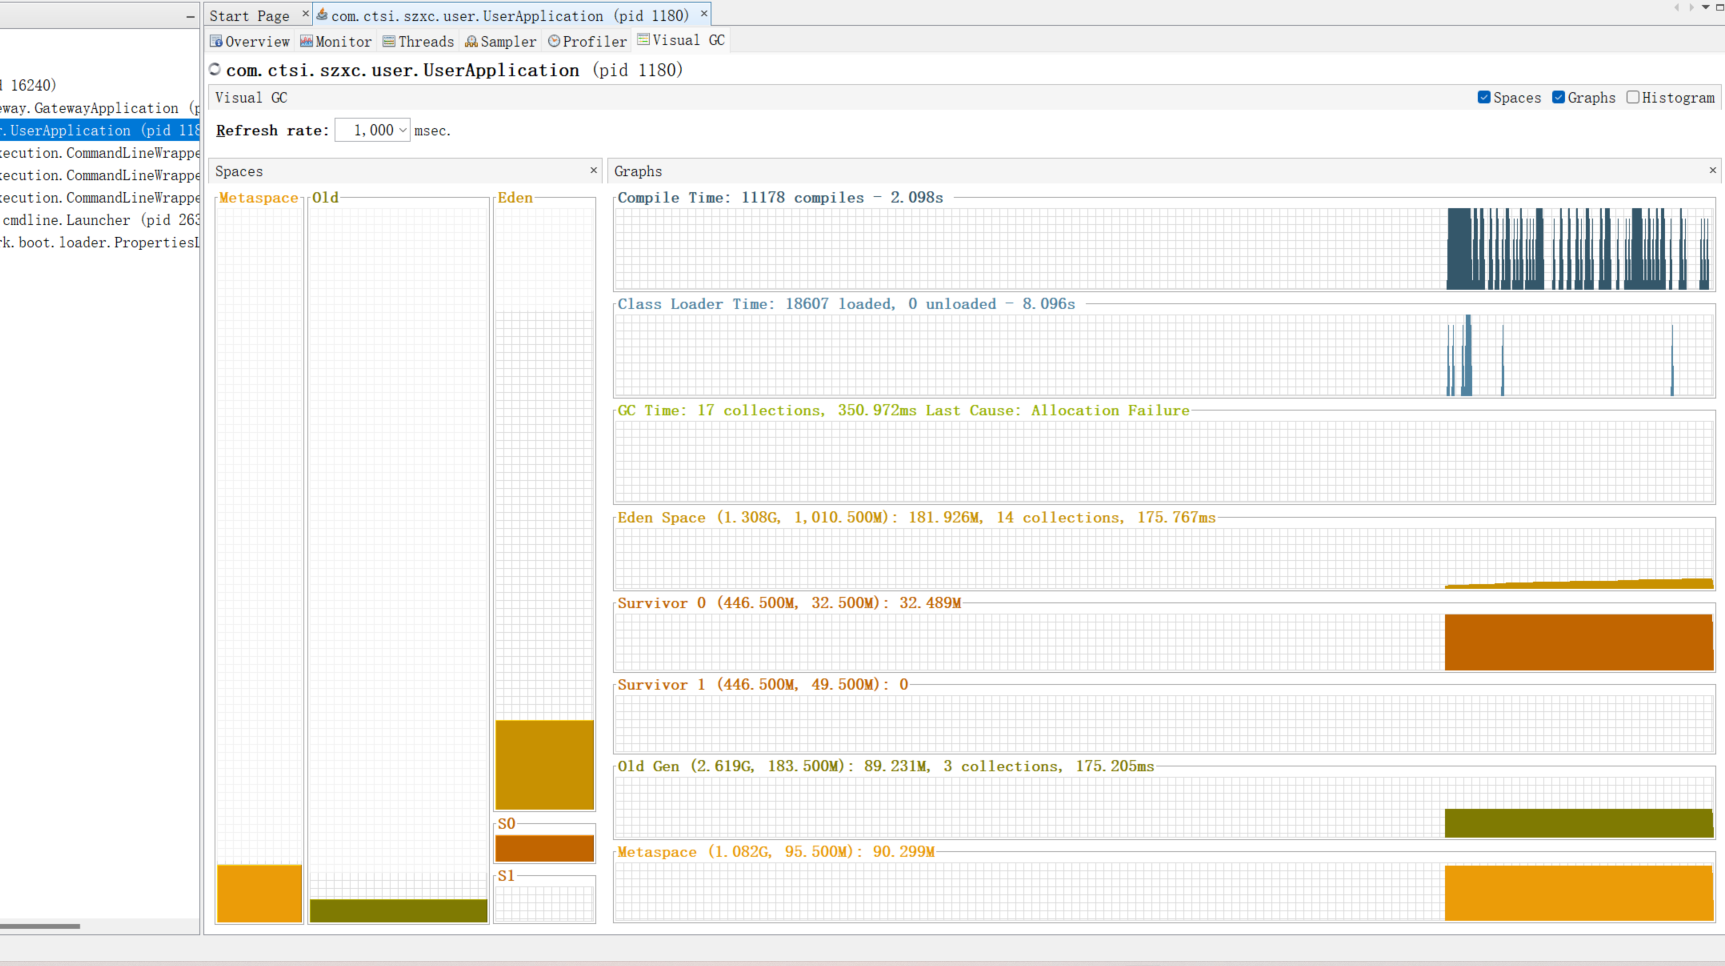 Start Page
com.ctsi.szxc.user.UserApplication (pid 1180)
Overview Monitor Threads Sampler Profiler Visual GC
com.ctsi.szxc.user.UserApplication (pid 1180)
16240)
way.GatewayApplication
.UserApplication (pid 118
ecution.CommandLineWrappe
ecution.CommandLineWrappe
ecution.CommandLineWrappe
cmdline.Launcher (pid 263
k.boot.loader.PropertiesL
Visual GC
Spaces Graphs Histogram
Refresh rate: 1,000 msec.
Spaces
Metaspace Old Eden
S0
S1
Graphs
Compile Time: 11178 compiles - 2.098s
Class Loader Time: 18607 loaded, 0 unloaded - 8.096s
GC Time: 17 collections, 350.972ms Last Cause: Allocation Failure
Eden Space (1.308G, 1,010.500M): 181.926M, 14 collections, 175.767ms
Survivor 0 (446.500M, 32.500M): 32.489M
Survivor 1 (446.500M, 49.500M): 0
Old Gen (2.619G, 183.500M): 89.231M, 3 collections, 175.205ms
Metaspace (1.082G, 95.500M): 90.299M